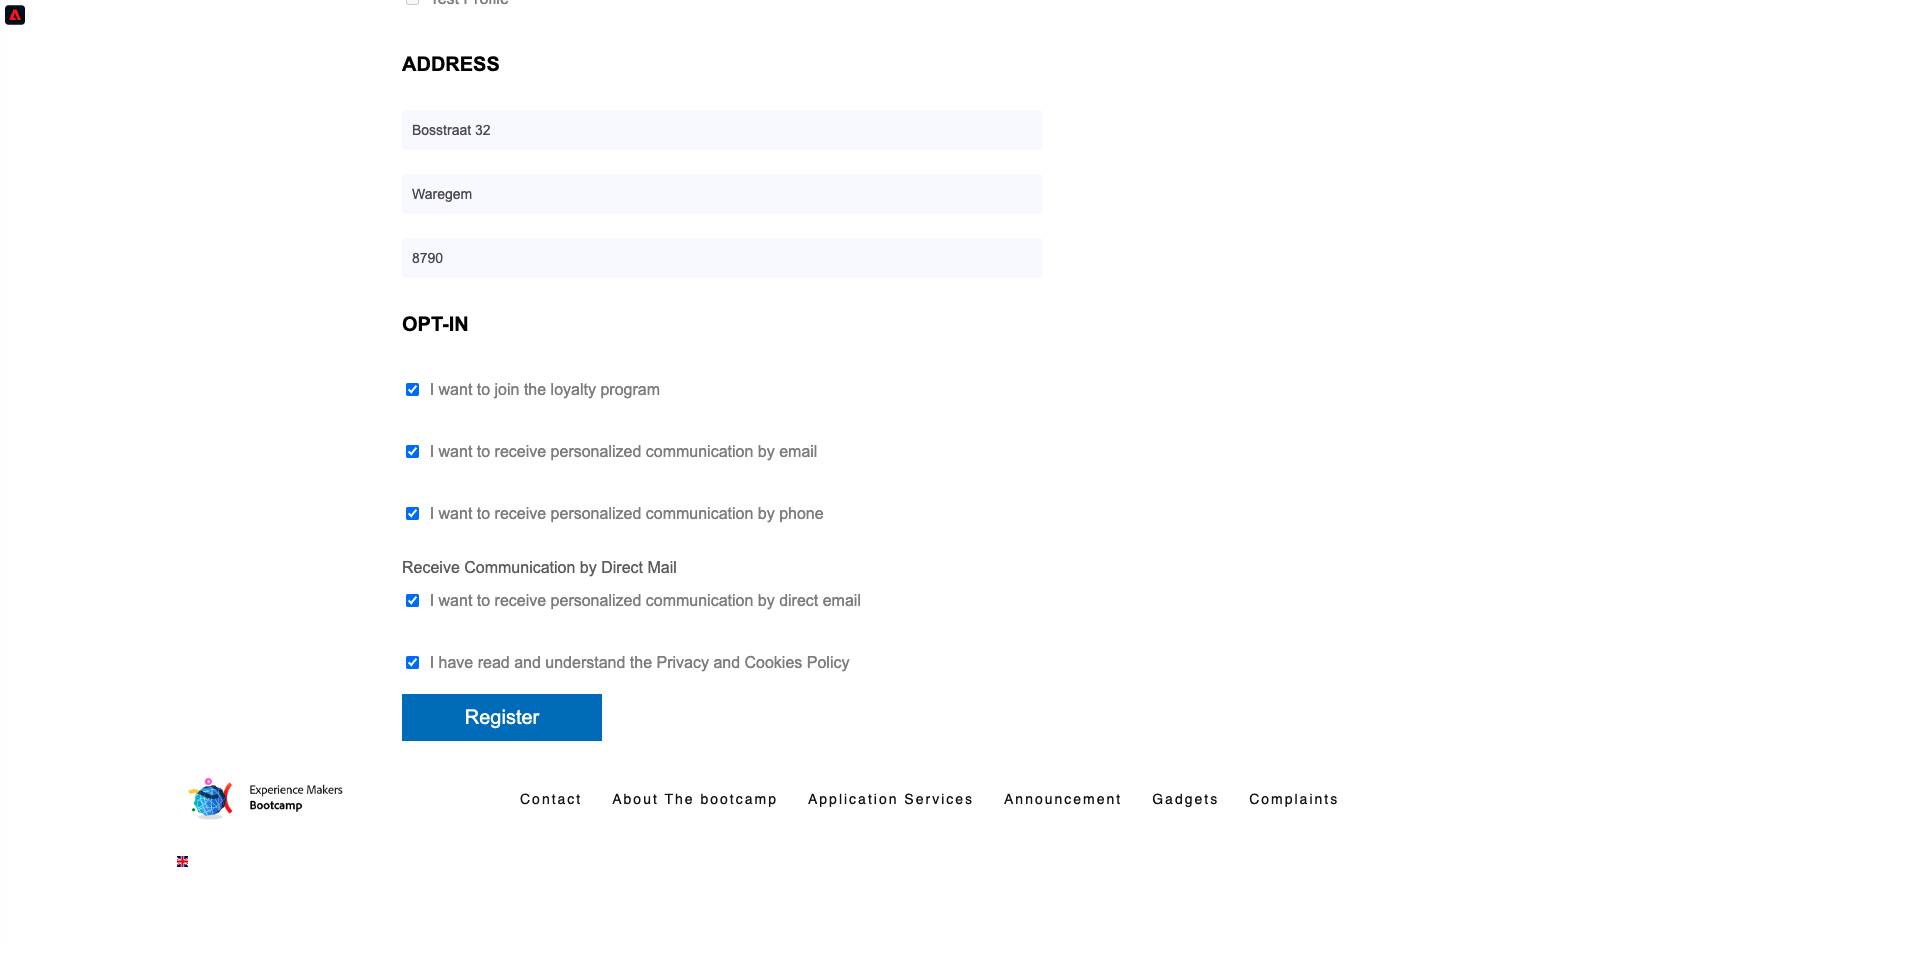 Test Profile
ADDRESS
Bosstraat 32
Waregem
8790
OPT-IN
I want to join the loyalty program
I want to receive personalized communication by email
I want to receive personalized communication by phone
Receive Communication by Direct Mail
I want to receive personalized communication by direct email
I have read and understand the Privacy and Cookies Policy
Register
Experience Makers
Bootcamp
Contact About The bootcamp Application Services Announcement Gadgets Complaints